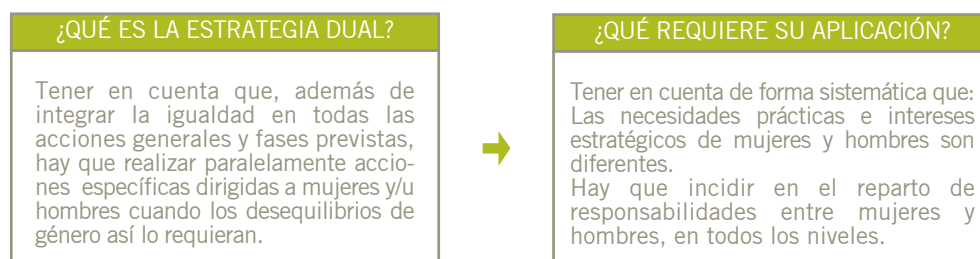 ¿QUÉ ES LA ESTRATEGIA DUAL?
Tener en cuenta que, además de
integrar la igualdad en todas las
acciones generales y fases previstas,
hay que realizar paralelamente accio-
nes específicas dirigidas a mujeres y/u
hombres cuando los desequilibrios de
género así lo requieran.
¿QUÉ REQUIERE SU APLICACIÓN?
Tener en cuenta de forma sistemática que:
Las necesidades prácticas e intereses
estratégicos de mujeres y hombres son
diferentes.
Hay que incidir en el reparto de
responsabilidades entre mujeres y
hombres, en todos los niveles.